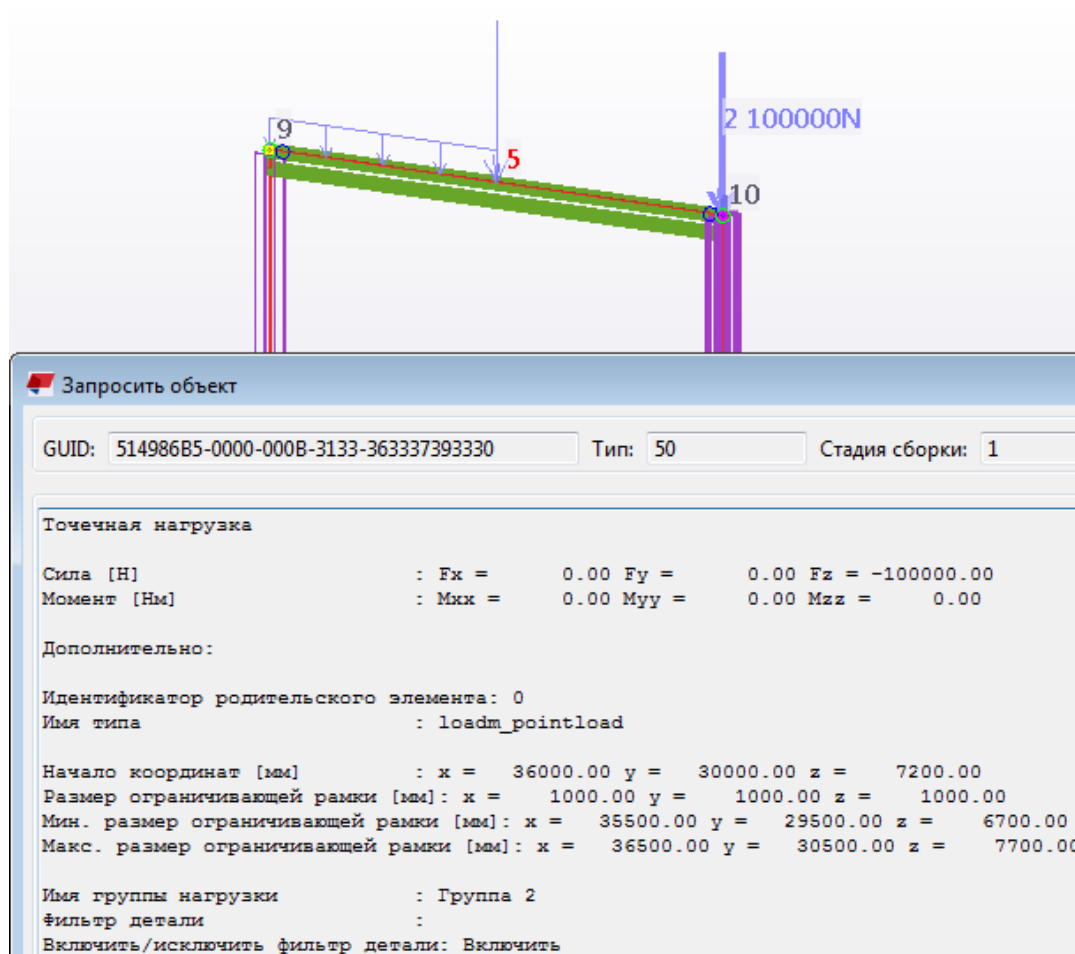 9
2 100000N
5
10
Запросить объект
GUID: 514986B5-0000-000B-3133-363337393330 Тип: 50 Стадия сборки: 1
Точечная нагрузка
Сила [Н] : Fx = 0.00 Fy = 0.00 Fz = -100000.00
Момент [Нм] : Mxx = 0.00 Myy = 0.00 Mzz = 0.00
Дополнительно:
Идентификатор родительского элемента: 0
Имя типа : loadm_pointload
Начало координат [мм] : x = 36000.00 y = 30000.00 z = 7200.00
Размер ограничивающей рамки [мм]: x = 1000.00 y = 1000.00 z = 1000.00
Мин. размер ограничивающей рамки [мм]: x = 35500.00 y = 29500.00 z = 6700.00
Макс. размер ограничивающей рамки [мм]: x = 36500.00 y = 30500.00 z = 7700.00
Имя группы нагрузки : Группа 2
Фильтр детали :
Включить/исключить фильтр детали: Включить